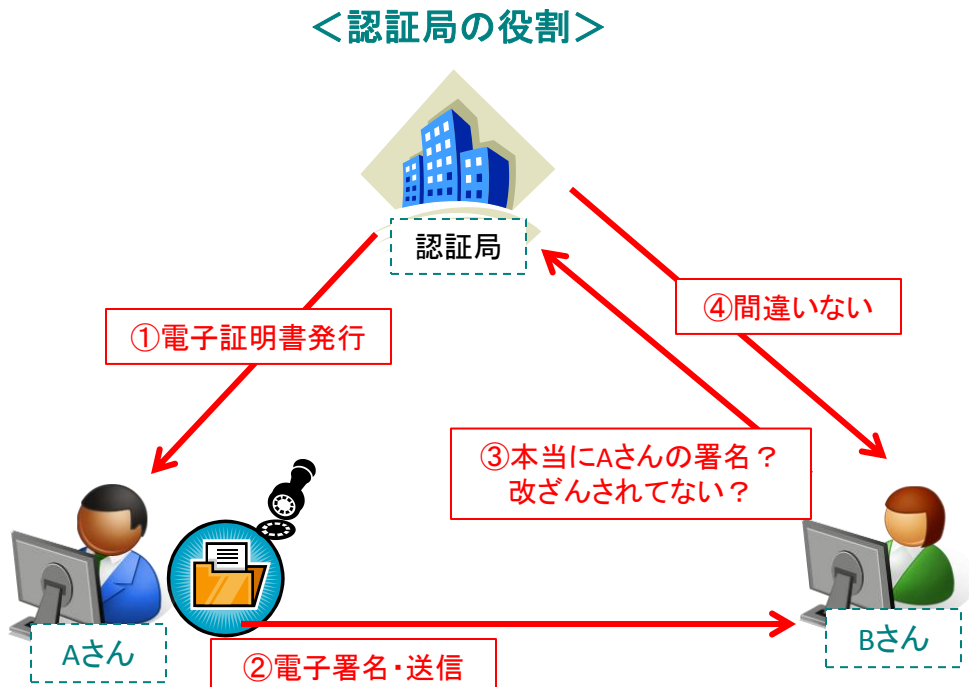 ＜認証局の役割＞
認証局
①電子証明書発行
④間違いない
③本当にAさんの署名？
改ざんされてない？
Aさん
Bさん
②電子署名・送信